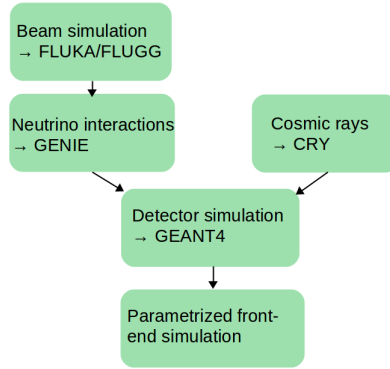 Beam simulation
→ FLUKA/FLUGG
Neutrino interactions
→ GENIE
Cosmic rays
→ CRY
Detector simulation
→ GEANT4
Parametrized front-
end simulation